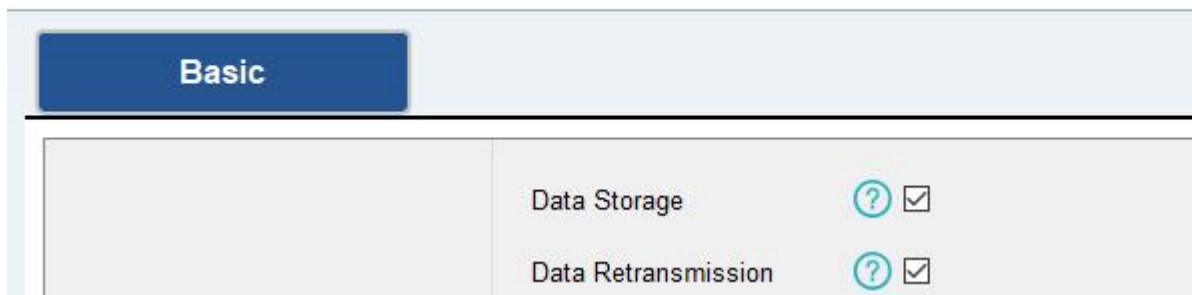 Basic
Data Storage ?
Data Retransmission ?